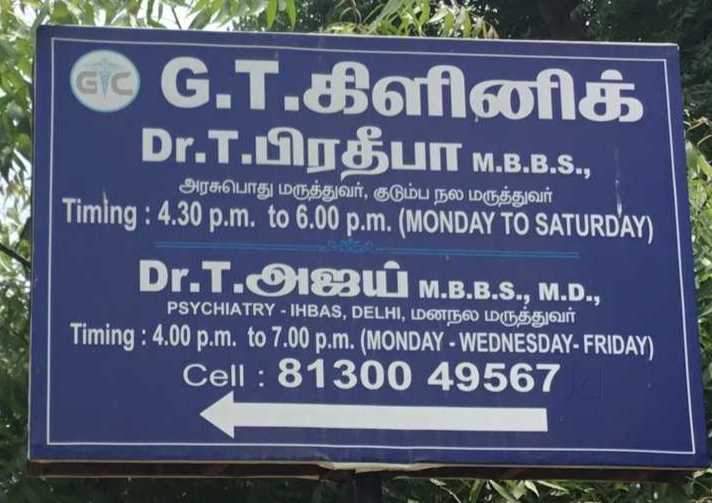 GTC
G.T.கிளினிக்
Dr.T.பிரதீபா M.B.B.S.,
அரசுபொது மருத்துவர், குடும்ப நல மருத்துவர்
Timing : 4.30 p.m. to 6.00 p.m. (MONDAY TO SATURDAY)
Dr.T.அஜய் M.B.B.S., M.D.,
PSYCHIATRY - IHBAS, DELHI, மனநல மருத்துவர்
Timing : 4.00 p.m. to 7.00 p.m. (MONDAY - WEDNESDAY- FRIDAY)
Cell : 81300 49567